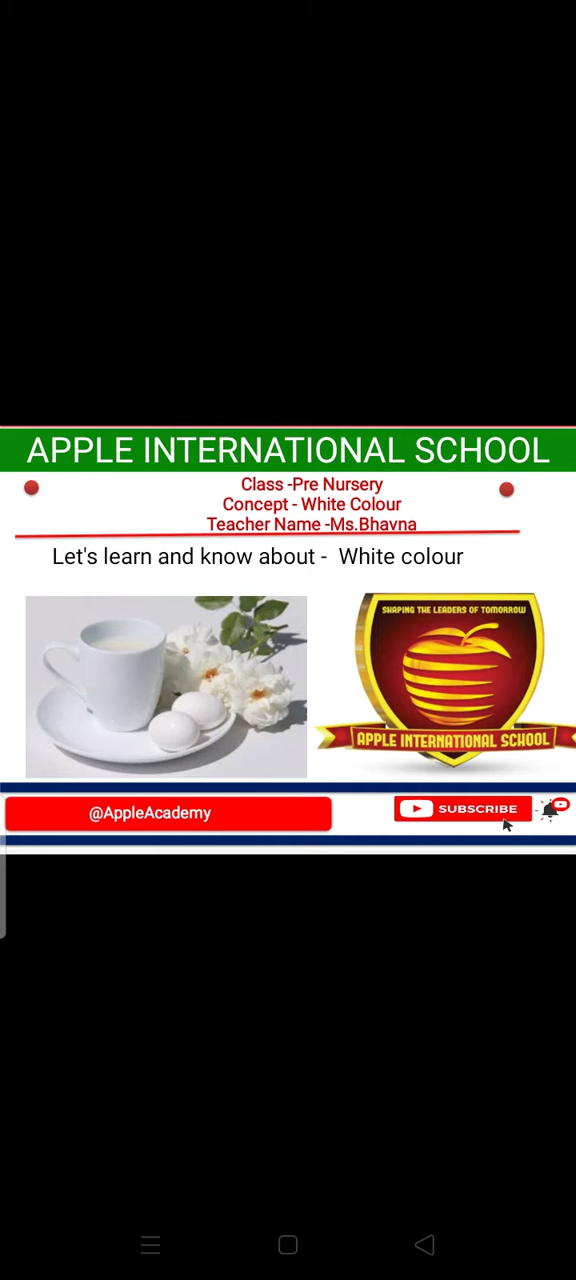 APPLE INTERNATIONAL SCHOOL
Class -Pre Nursery
Concept - White Colour
Teacher Name -Ms.Bhavna
Let's learn and know about -  White colour
SHAPING THE LEADERS OF TOMORROW
APPLE INTERNATIONAL SCHOOL
@AppleAcademy
SUBSCRIBE